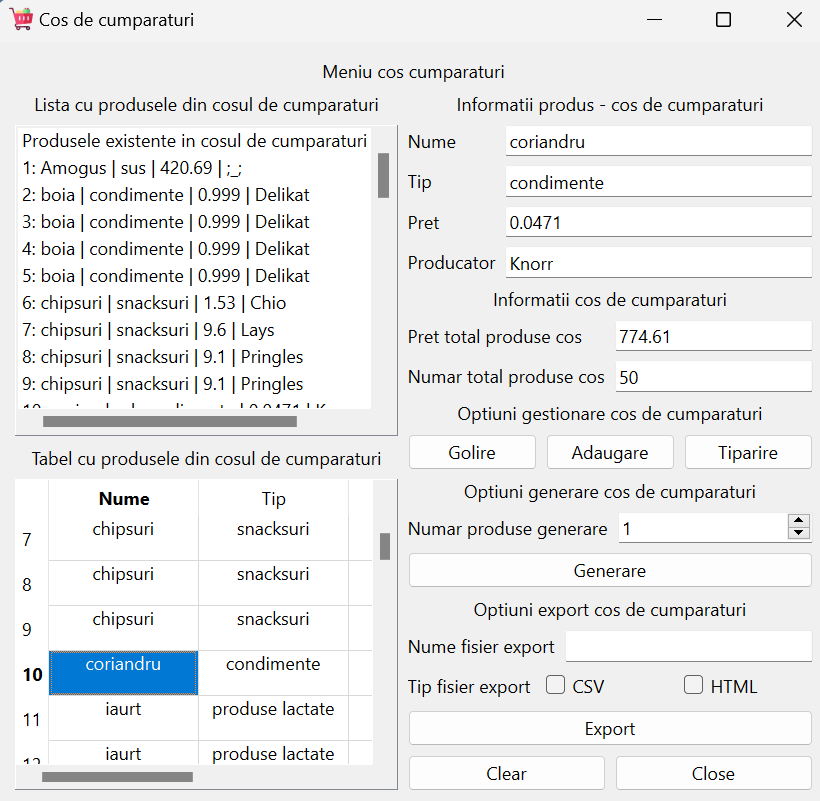 Cos de cumparaturi
Meniu cos cumparaturi
Lista cu produsele din cosul de cumparaturi
Produsele existente in cosul de cumparaturi
1: Amogus | sus | 420.69 | ;_;
2: boia | condimente | 0.999 | Delikat
3: boia | condimente | 0.999 | Delikat
4: boia | condimente | 0.999 | Delikat
5: boia | condimente | 0.999 | Delikat
6: chipsuri | snacksuri | 1.53 | Chio
7: chipsuri | snacksuri | 9.6 | Lays
8: chipsuri | snacksuri | 9.1 | Pringles
9: chipsuri | snacksuri | 9.1 | Pringles
Tabel cu produsele din cosul de cumparaturi
Nume Tip
7 chipsuri snacksuri
8 chipsuri snacksuri
9 chipsuri snacksuri
10 coriandru condimente
11 iaurt produse lactate
12 iaurt produse lactate
Informatii produs - cos de cumparaturi
Nume coriandru
Tip condimente
Pret 0.0471
Producator Knorr
Informatii cos de cumparaturi
Pret total produse cos 774.61
Numar total produse cos 50
Optiuni gestionare cos de cumparaturi
Golire Adaugare Tiparire
Optiuni generare cos de cumparaturi
Numar produse generare 1
Generare
Optiuni export cos de cumparaturi
Nume fisier export
Tip fisier export CSV HTML
Export
Clear Close